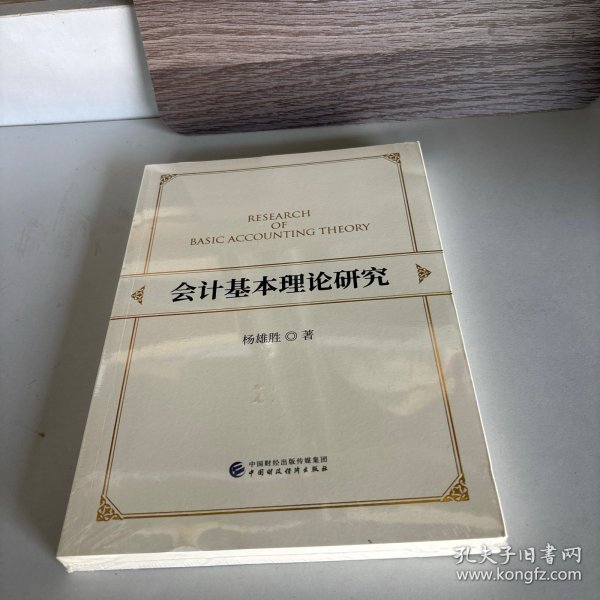 RESEARCH
OF
BASIC ACCOUNTING THEORY
会计基本理论研究
杨雄胜◎著
中国财经出版传媒集团
中国财政经济出版社
孔夫子旧書网
www.kongfz.com